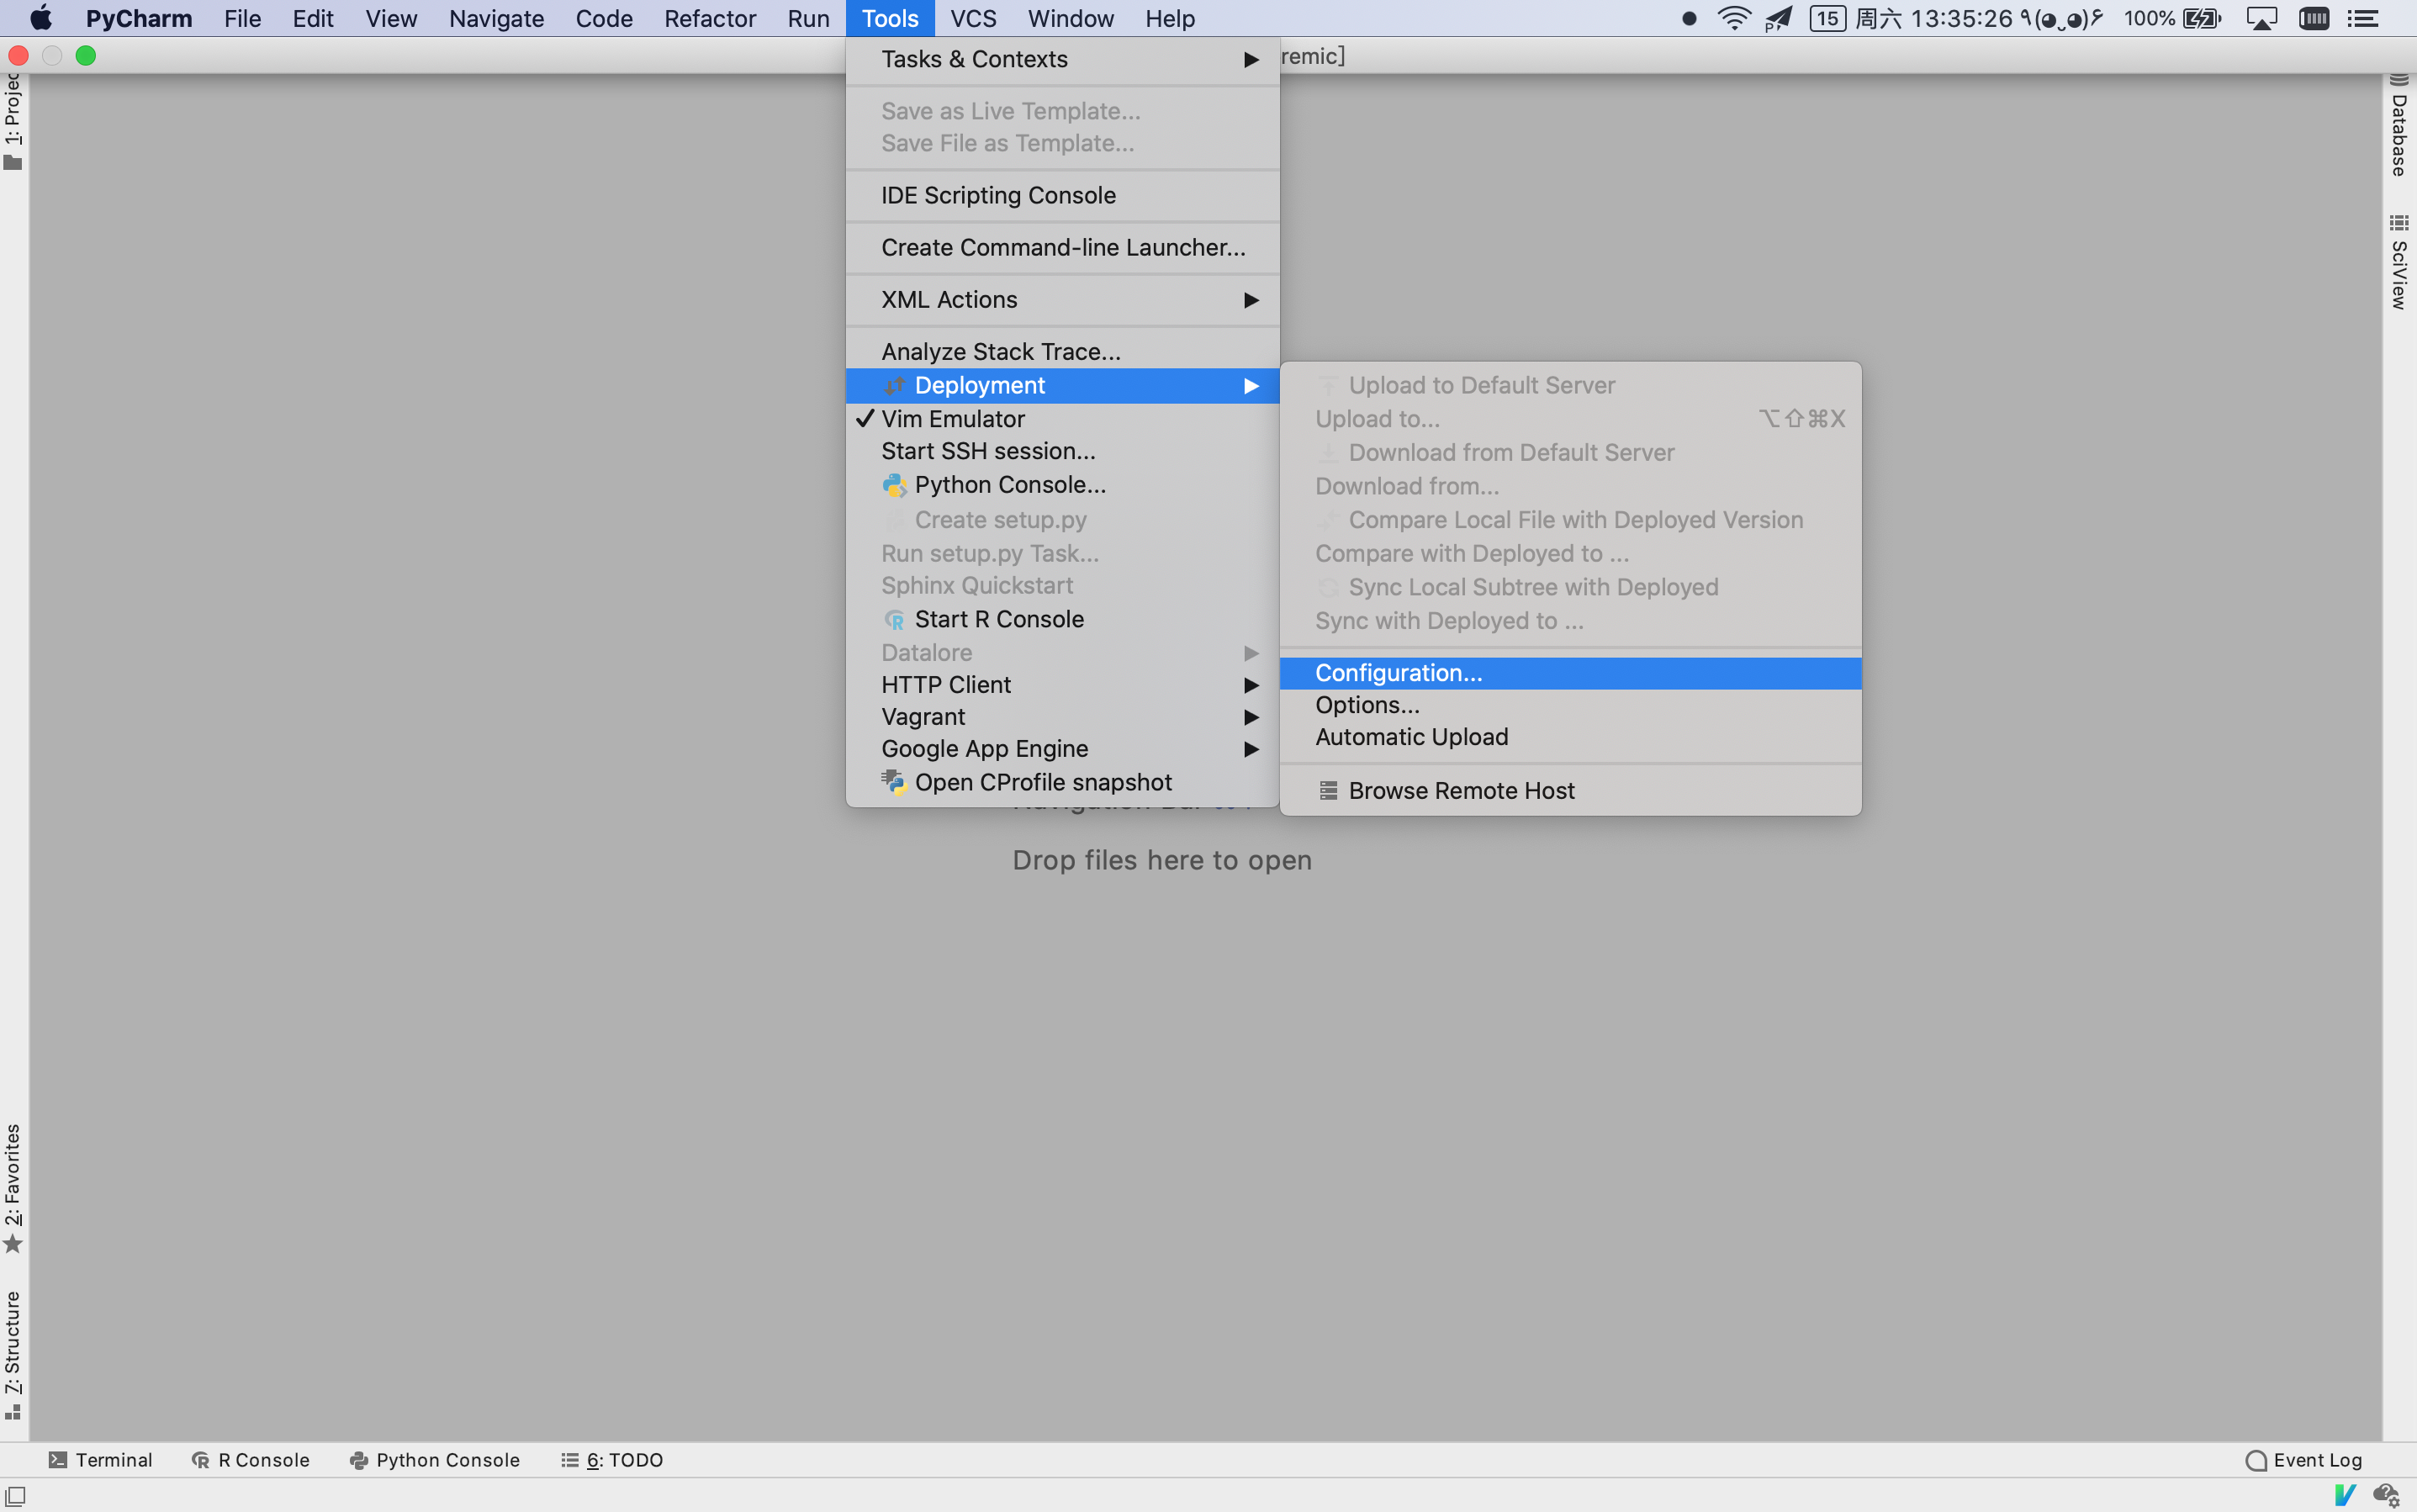 PyCharm File Edit View Navigate Code Refactor Run Tools VCS Window Help 15 周六 13:35:26 ٩(◕‿◕)۶ 100%
remic]
Tasks & Contexts
Save as Live Template...
Save File as Template...
IDE Scripting Console
Create Command-line Launcher...
XML Actions
Analyze Stack Trace...
Deployment
Vim Emulator
Start SSH session...
Python Console...
Create setup.py
Run setup.py Task...
Sphinx Quickstart
Start R Console
Datalore
HTTP Client
Vagrant
Google App Engine
Open CProfile snapshot
Upload to Default Server
Upload to... ⌥⇧⌘X
Download from Default Server
Download from...
Compare Local File with Deployed Version
Compare with Deployed to ...
Sync Local Subtree with Deployed
Sync with Deployed to ...
Configuration...
Options...
Automatic Upload
Browse Remote Host
Drop files here to open
1: Projec
2: Favorites
7: Structure
Database
SciView
Terminal R Console Python Console 6: TODO Event Log